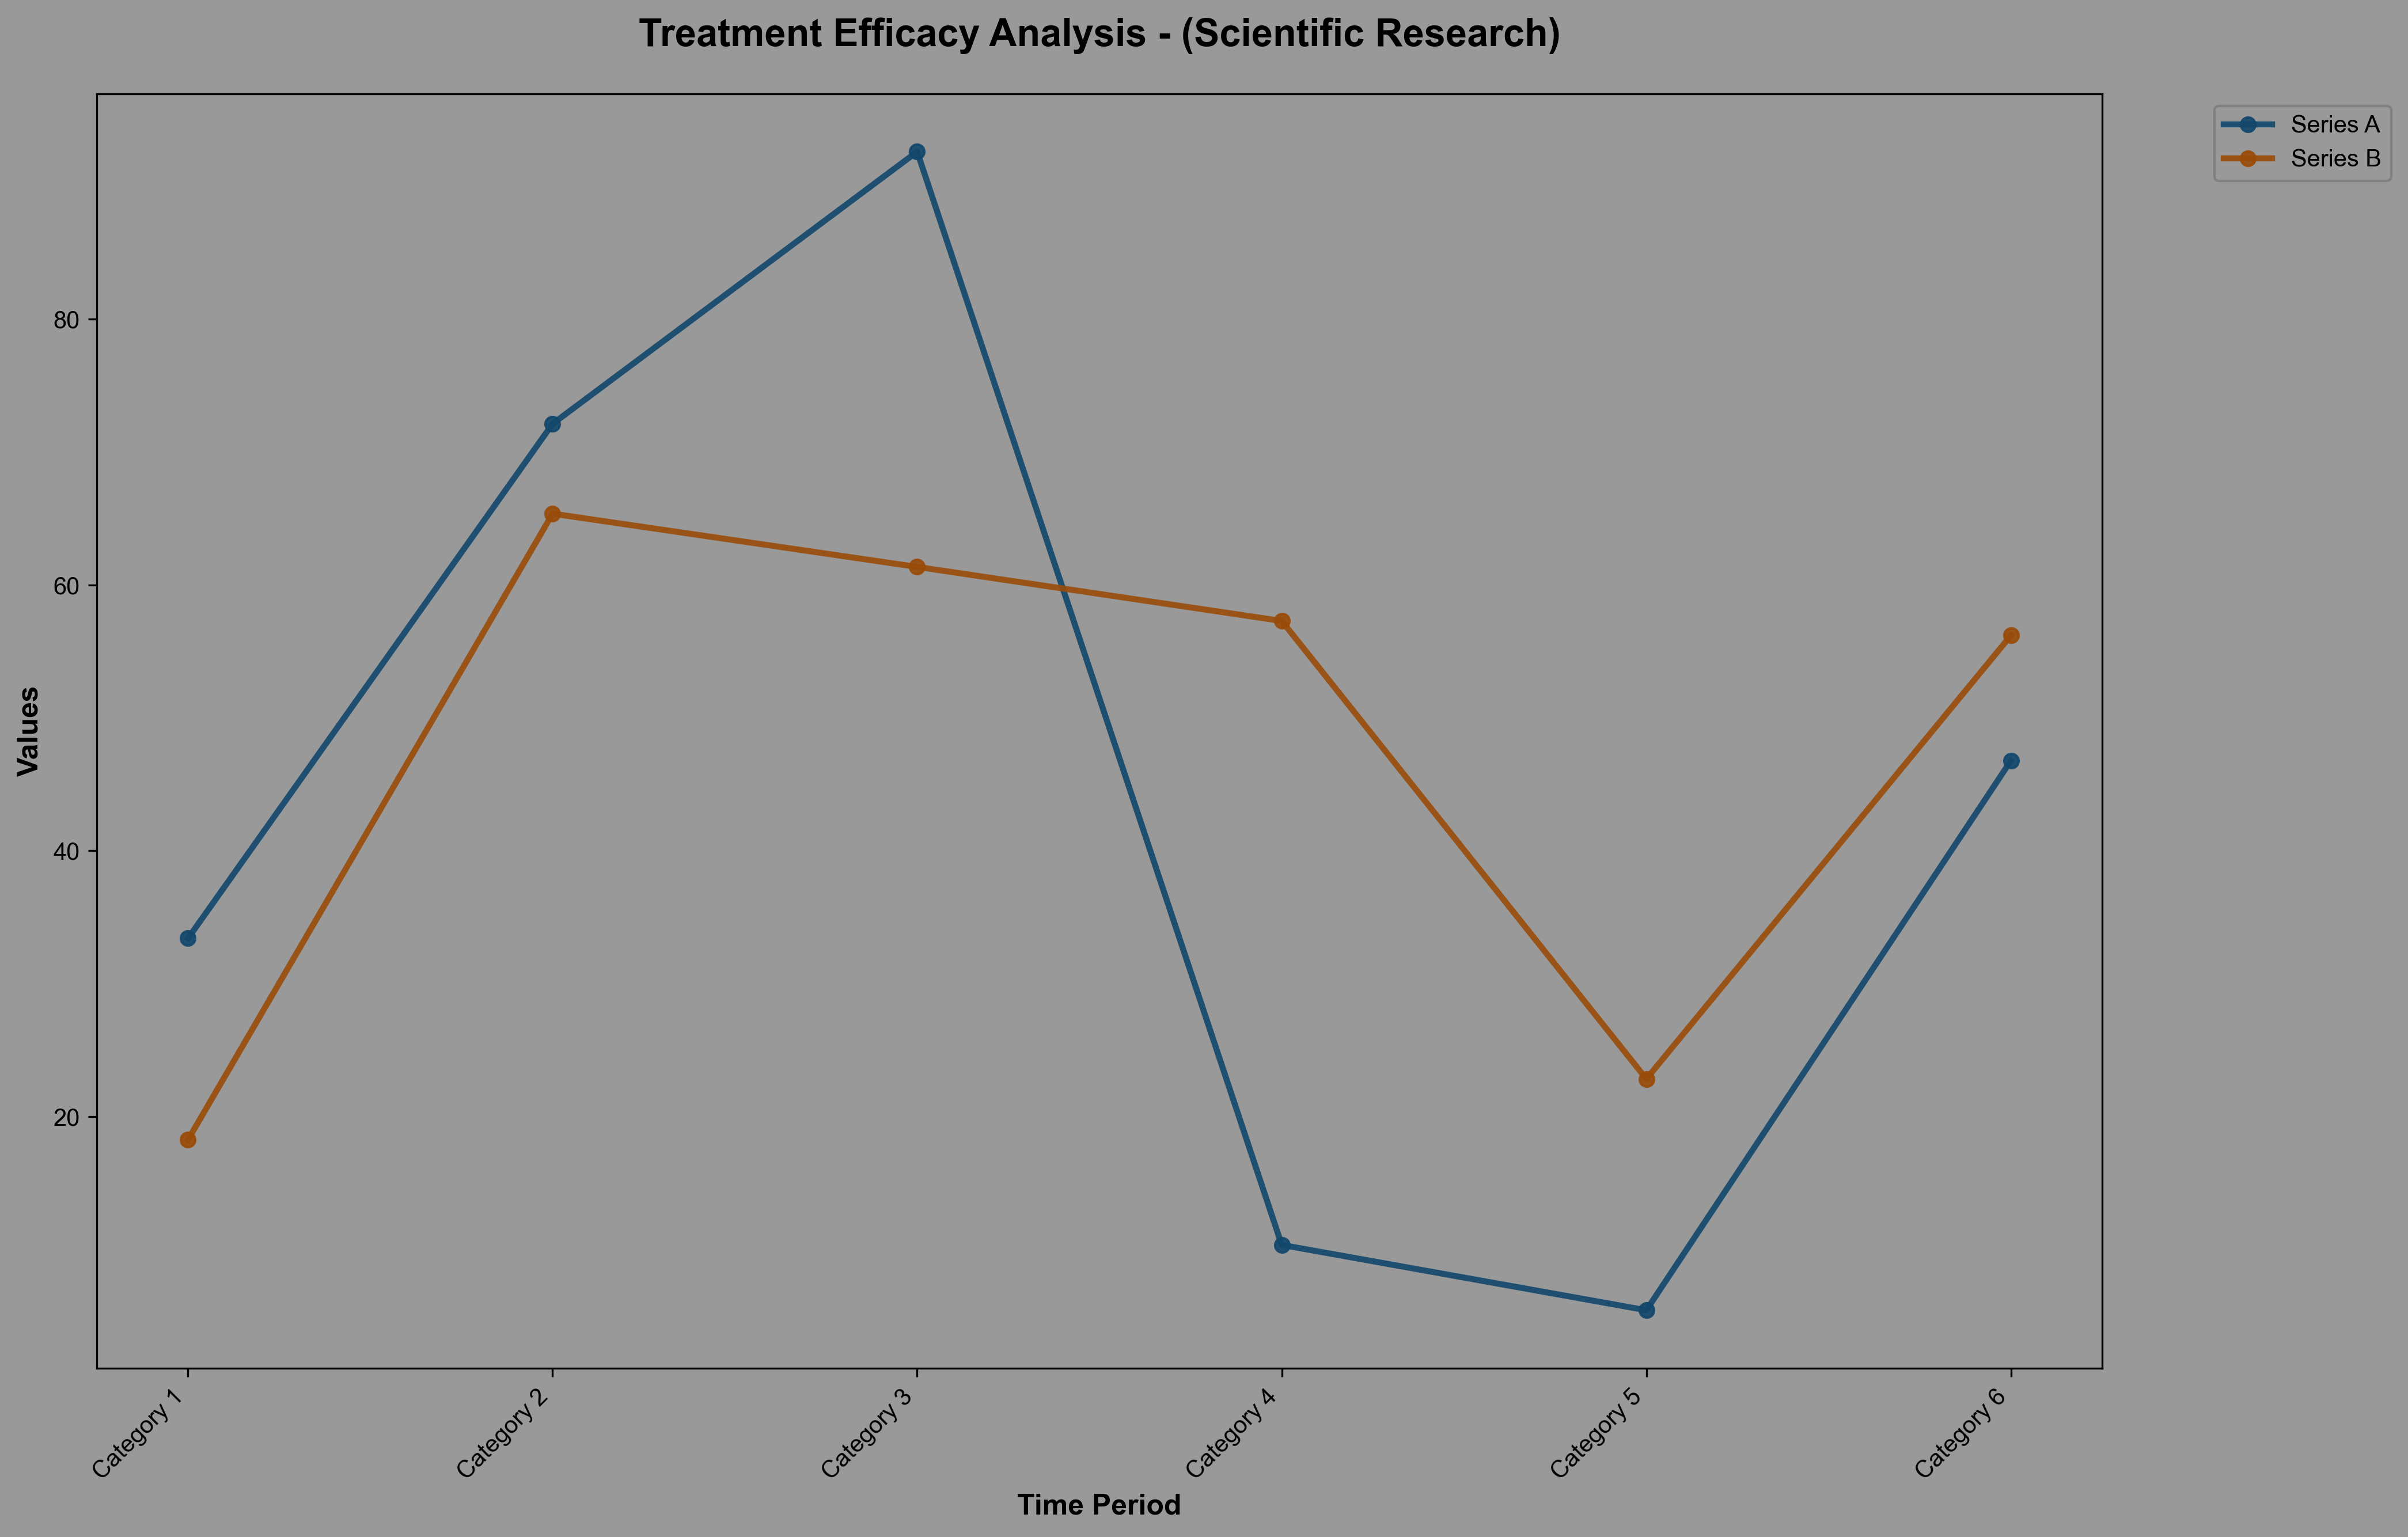 Treatment Efficacy Analysis - (Scientific Research)
Series A
Series B
Values
80
60
40
20
Category 1
Category 2
Category 3
Category 4
Category 5
Category 6
Time Period